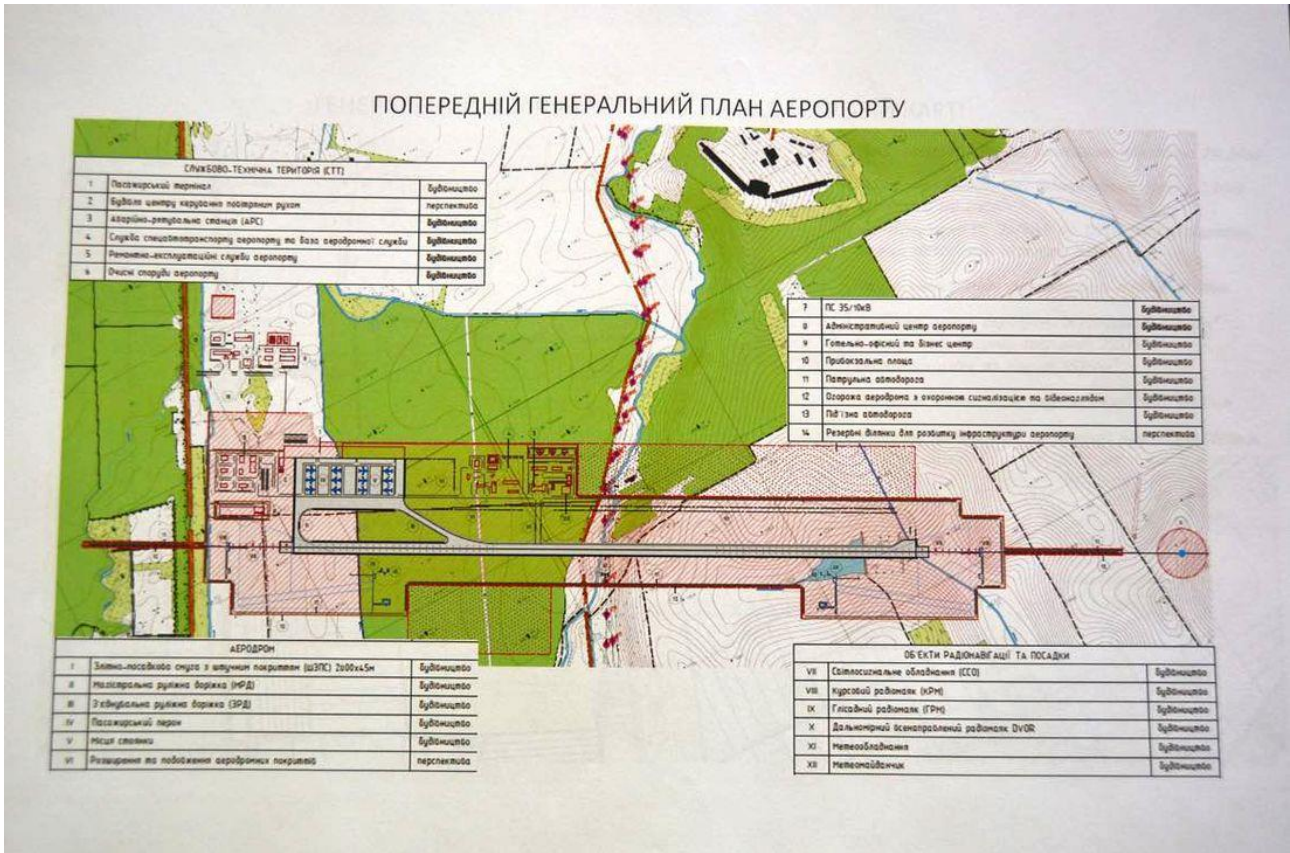 ПОПЕРЕДНІЙ ГЕНЕРАЛЬНИЙ ПЛАН АЕРОПОРТУ
СЛУЖБОВО-ТЕХНІЧНА ТЕРИТОРІЯ (СТТ)
1 Пасажирський термінал будівництво
2 Будівля центру керування повітряним рухом перспектива
3 Аварійно-рятувальна станція (АРС) будівництво
4 Служба спецавтотранспорту аеропорту та база аеродромної служби будівництво
5 Ремонтно-експлуатаційні служби аеропорту будівництво
6 Очисні споруди аеропорту будівництво
7 ПС 35/10кВ будівництво
8 Адміністративний центр аеропорту будівництво
9 Готельно-офісний та бізнес центр будівництво
10 Привокзальна площа будівництво
11 Патрульна автодорога будівництво
12 Огорожа аеродрома з охоронною сигналізацією та відеонаглядом будівництво
13 Під'їзна автодорога будівництво
14 Резервні ділянки для розвитку інфраструктури аеропорту перспектива
АЕРОДРОМ
I Злітно-посадкова смуга з штучним покриттям (ШЗПС) 2800х45м будівництво
II Магістральна руліжна доріжка (МРД) будівництво
III З'єднувальна руліжна доріжка (ЗРД) будівництво
IV Пасажирський перон будівництво
V Місця стоянки будівництво
VI Розширення та подовження аеродромних покриттів перспектива
ОБ'ЄКТИ РАДІОНАВІГАЦІЇ ТА ПОСАДКИ
VII Світлосигнальне обладнання (ССО) будівництво
VIII Курсовий радіомаяк (КРМ) будівництво
IX Глісадний радіомаяк (ГРМ) будівництво
X Дальномірний всенаправлений радіомаяк DVOR будівництво
XI Метеообладнання будівництво
XII Метеомайданчик будівництво